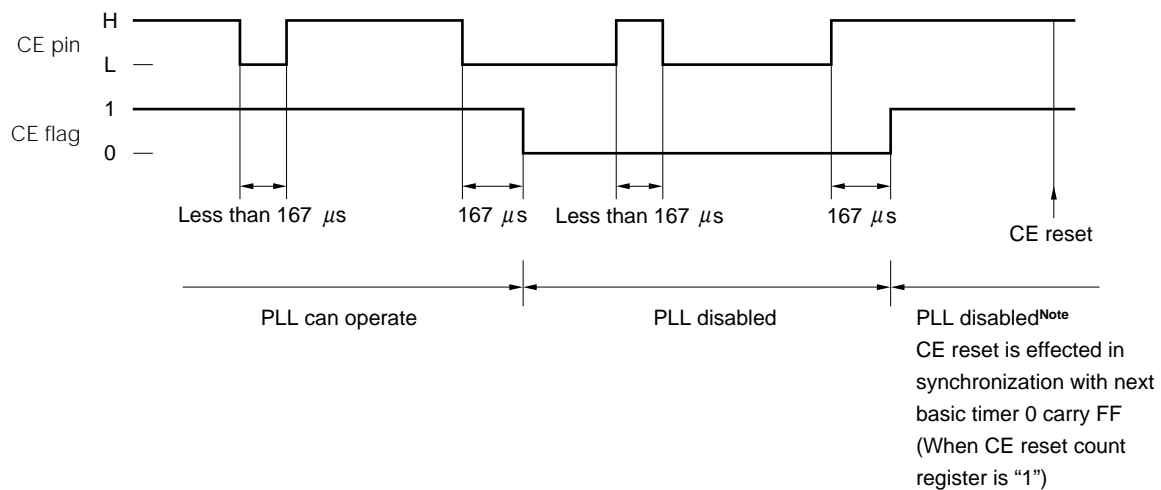 H
CE pin
L
1
CE flag
0
Less than 167 μs
167 μs
Less than 167 μs
167 μs
CE reset
PLL can operate
PLL disabled
PLL disabledNote
CE reset is effected in
synchronization with next
basic timer 0 carry FF
(When CE reset count
register is “1”)